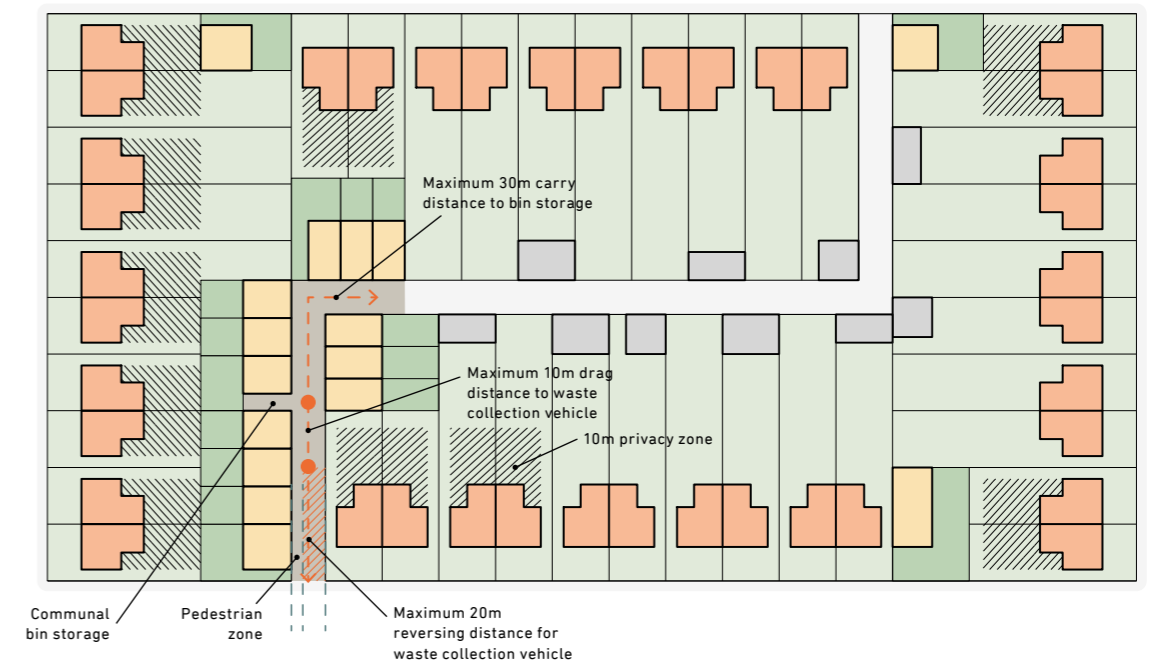 Maximum 30m carry
distance to bin storage
Maximum 10m drag
distance to waste
collection vehicle
10m privacy zone
Communal
bin storage
Pedestrian
zone
Maximum 20m
reversing distance for
waste collection vehicle